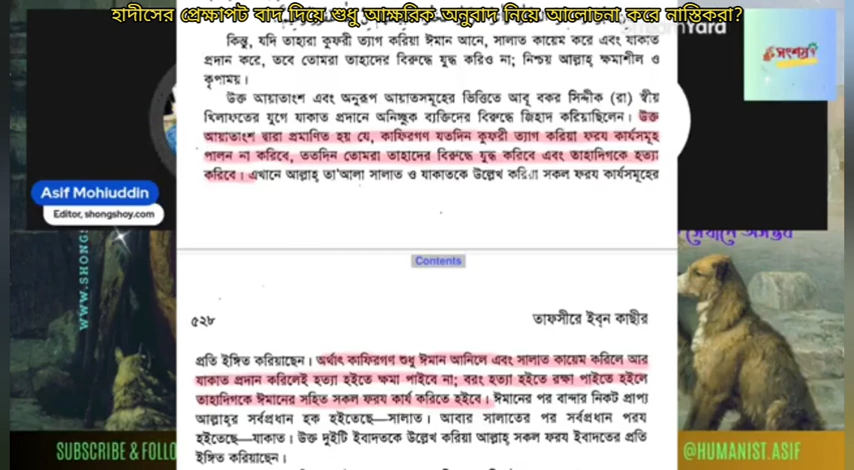 হাদীসের প্রেক্ষাপট বাদ দিয়ে শুধু আক্ষরিক অনুবাদ নিয়ে আলোচনা করে নাস্তিকরা?
কিন্তু, যদি তাহারা কুফরী ত্যাগ করিয়া ঈমান আনে, সালাত কায়েম করে এবং যাকাত
প্রদান করে, তবে তোমরা তাহাদের বিরুদ্ধে যুদ্ধ করিও না; নিশ্চয় আল্লাহ্ ক্ষমাশীল ও
কৃপাময়।
উক্ত আয়াতাংশ এবং অনুরূপ আয়াতসমূহের ভিত্তিতে আবূ বকর সিদ্দীক (রা) স্বীয়
খিলাফতের যুগে যাকাত প্রদানে অনিচ্ছুক ব্যক্তিদের বিরুদ্ধে জিহাদ করিয়াছিলেন। উক্ত
আয়াতাংশ দ্বারা প্রমাণিত হয় যে, কাফিরগণ যতদিন কুফরী ত্যাগ করিয়া ফরয কার্যসমূহ
পালন না করিবে, ততদিন তোমরা তাহাদের বিরুদ্ধে যুদ্ধ করিবে এবং তাহাদিগকে হত্যা
করিবে। এখানে আল্লাহ্ তা'আলা সালাত ও যাকাতকে উল্লেখ করিয়া সকল ফরয কার্যসমূহের
সংশয়
Asif Mohiuddin
Editor, shongshoy.com
Contents
৫২৮
তাফসীরে ইব্ন কাছীর
প্রতি ইঙ্গিত করিয়াছেন। অর্থাৎ কাফিরগণ শুধু ঈমান আনিলে এবং সালাত কায়েম করিলে আর
যাকাত প্রদান করিলেই হত্যা হইতে ক্ষমা পাইবে না; বরং হত্যা হইতে রক্ষা পাইতে হইলে
তাহাদিগকে ঈমানের সহিত সকল ফরয কার্য করিতে হইবে। ঈমানের পর বান্দার নিকট প্রাপ্য
আল্লাহ্‌র সর্বপ্রধান হক হইতেছে—সালাত। আবার সালাতের পর সর্বপ্রধান ফরয
হইতেছে—যাকাত। উক্ত দুইটি ইবাদতকে উল্লেখ করিয়া আল্লাহ্ সকল ফরয ইবাদতের প্রতি
ইঙ্গিত করিয়াছেন।
SUBSCRIBE & FOLLO
@HUMANIST.ASIF
WWW.SHONGS